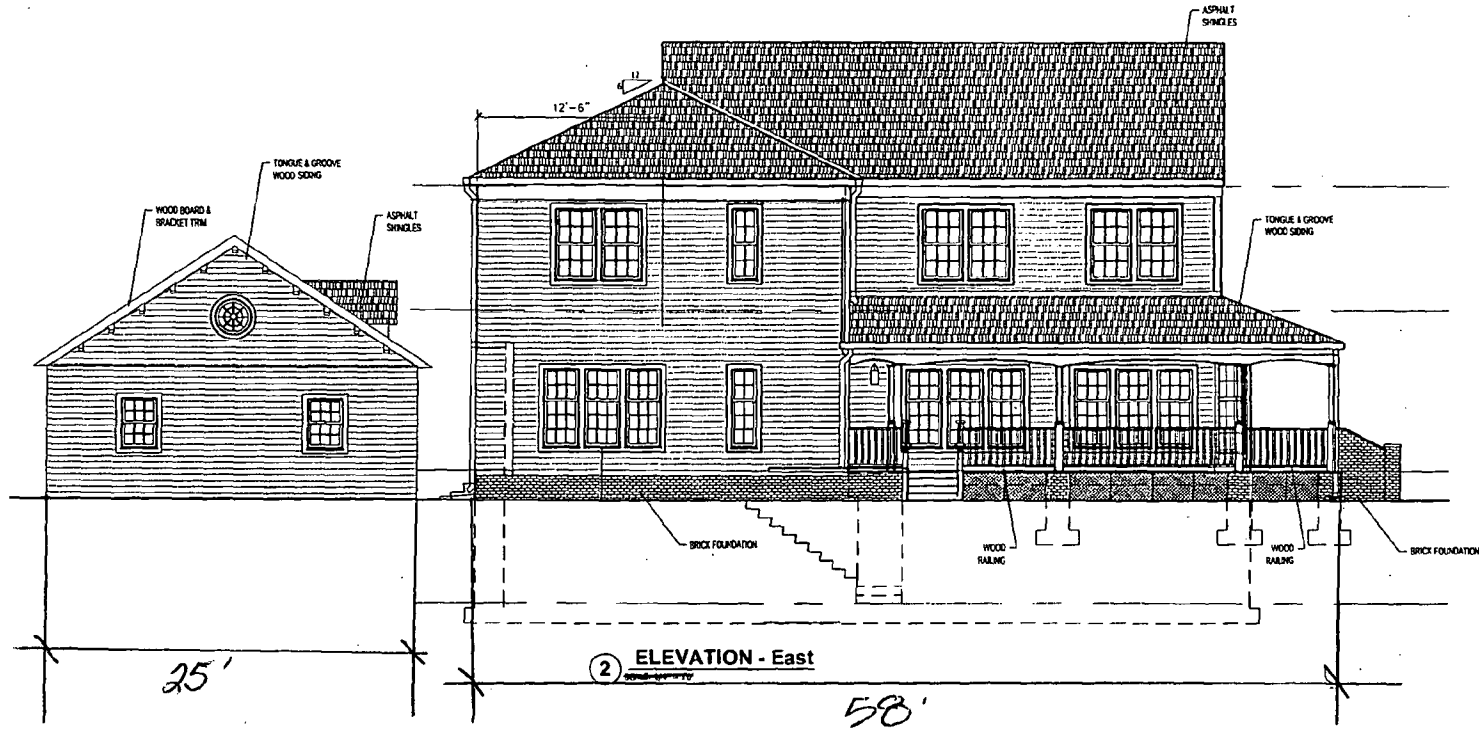 ASPHALT
SHINGLES
12
6
12'-6"
TONGUE & GROOVE
WOOD SIDING
WOOD BOARD &
BRACKET TRIM
ASPHALT
SHINGLES
TONGUE & GROOVE
WOOD SIDING
BRICK FOUNDATION
WOOD
RAILING
WOOD
RAILING
BRICK FOUNDATION
2 ELEVATION - East
25'
58'